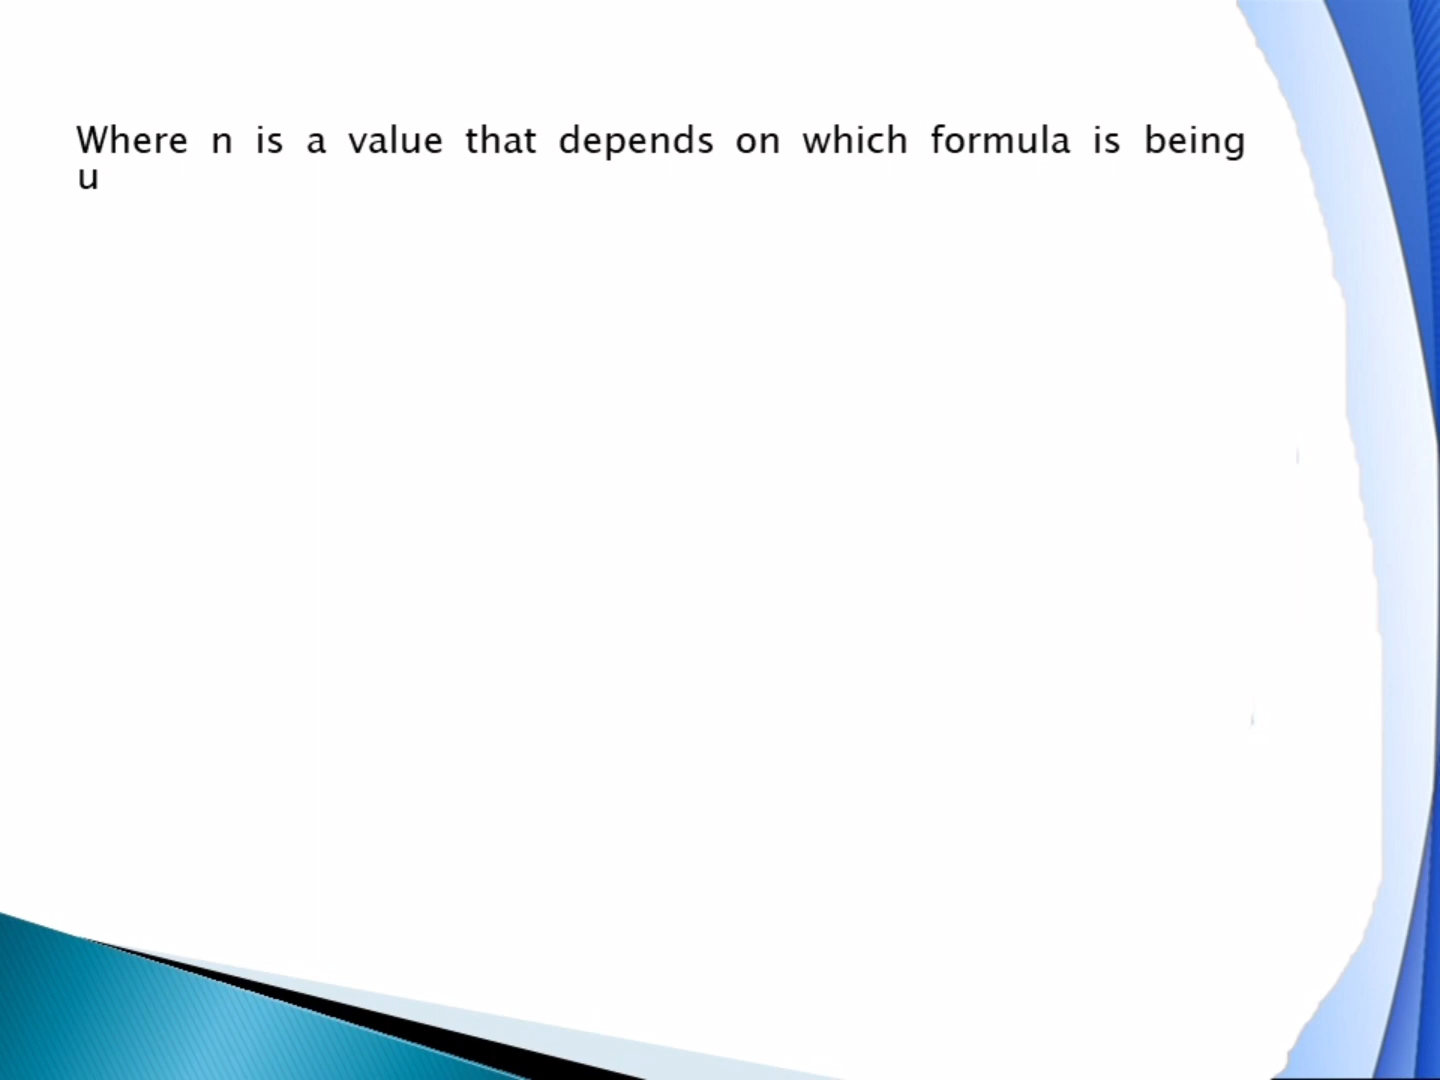 Where n is a value that depends on which formula is being
u